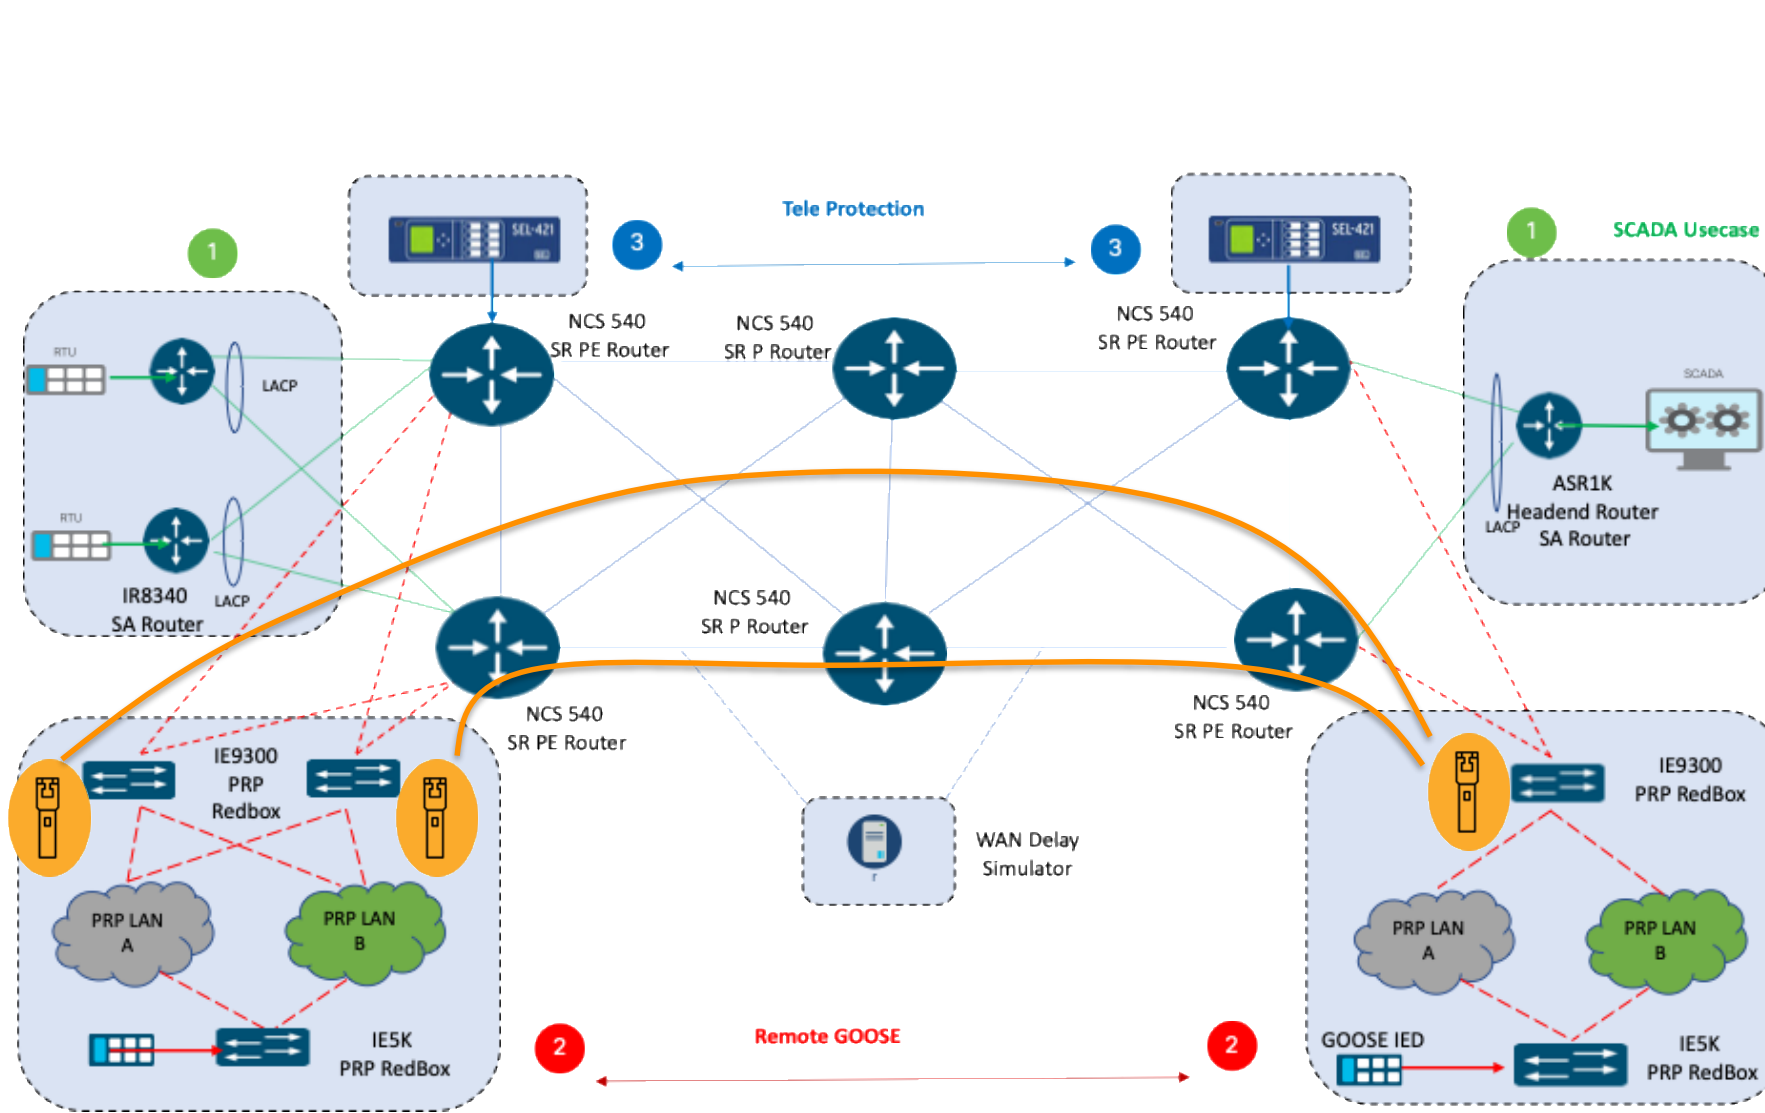 Tele Protection
SCADA Usecase
1
3
3
1
SEL-421
SEL-421
NCS 540
SR PE Router
NCS 540
SR P Router
NCS 540
SR PE Router
RTU
LACP
SCADA
RTU
LACP
IR8340
SA Router
ASR1K
Headend Router
SA Router
LACP
NCS 540
SR P Router
NCS 540
SR PE Router
NCS 540
SR PE Router
IE9300
PRP
Redbox
IE9300
PRP RedBox
WAN Delay
Simulator
r
PRP LAN
A
PRP LAN
B
PRP LAN
A
PRP LAN
B
IE5K
PRP RedBox
2
Remote GOOSE
2
GOOSE IED
IE5K
PRP RedBox